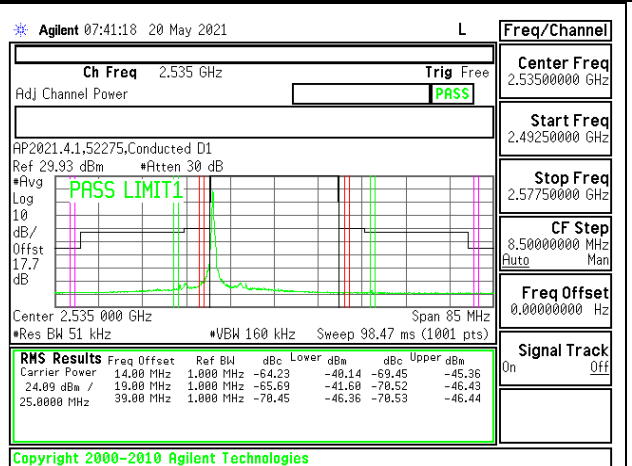 Agilent 07:41:18 20 May 2021 L
Freq/Channel
Ch Freq 2.535 GHz Trig Free
Adj Channel Power PASS
Center Freq
2.53500000 GHz
Start Freq
2.49250000 GHz
Stop Freq
2.57750000 GHz
CF Step
8.50000000 MHz
Auto Man
Freq Offset
0.00000000 Hz
Signal Track
On Off
AP2021.4.1,52275,Conducted D1
Ref 29.93 dBm #Atten 30 dB
#Avg
Log
10
dB/
Offst
17.7
dB
PASS LIMIT1
Center 2.535 000 GHz Span 85 MHz
#Res BW 51 kHz #VBW 160 kHz Sweep 98.47 ms (1001 pts)
RMS Results Freq Offset Ref BW dBc Lower dBm dBc Upper dBm
Carrier Power 14.00 MHz 1.000 MHz -64.23 -40.14 -69.45 -45.36
24.09 dBm / 19.00 MHz 1.000 MHz -65.69 -41.60 -70.52 -46.43
25.0000 MHz 39.00 MHz 1.000 MHz -70.45 -46.36 -70.53 -46.44
Copyright 2000-2010 Agilent Technologies